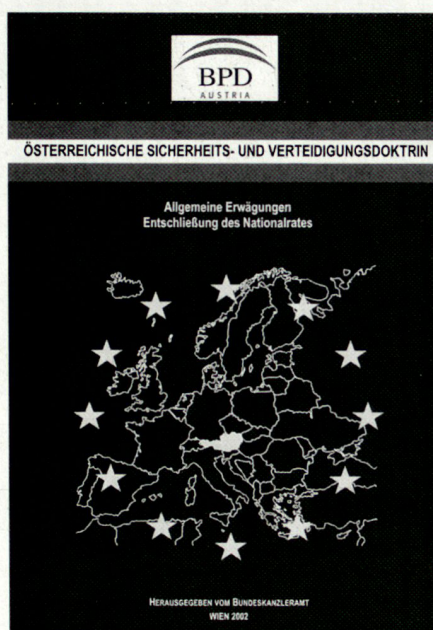 BPD
AUSTRIA
ÖSTERREICHISCHE SICHERHEITS- UND VERTEIDIGUNGSDOKTRIN
Allgemeine Erwägungen
Entschließung des Nationalrates
HERAUSGEGEBEN VOM BUNDESKANZLERAMT
WIEN 2002